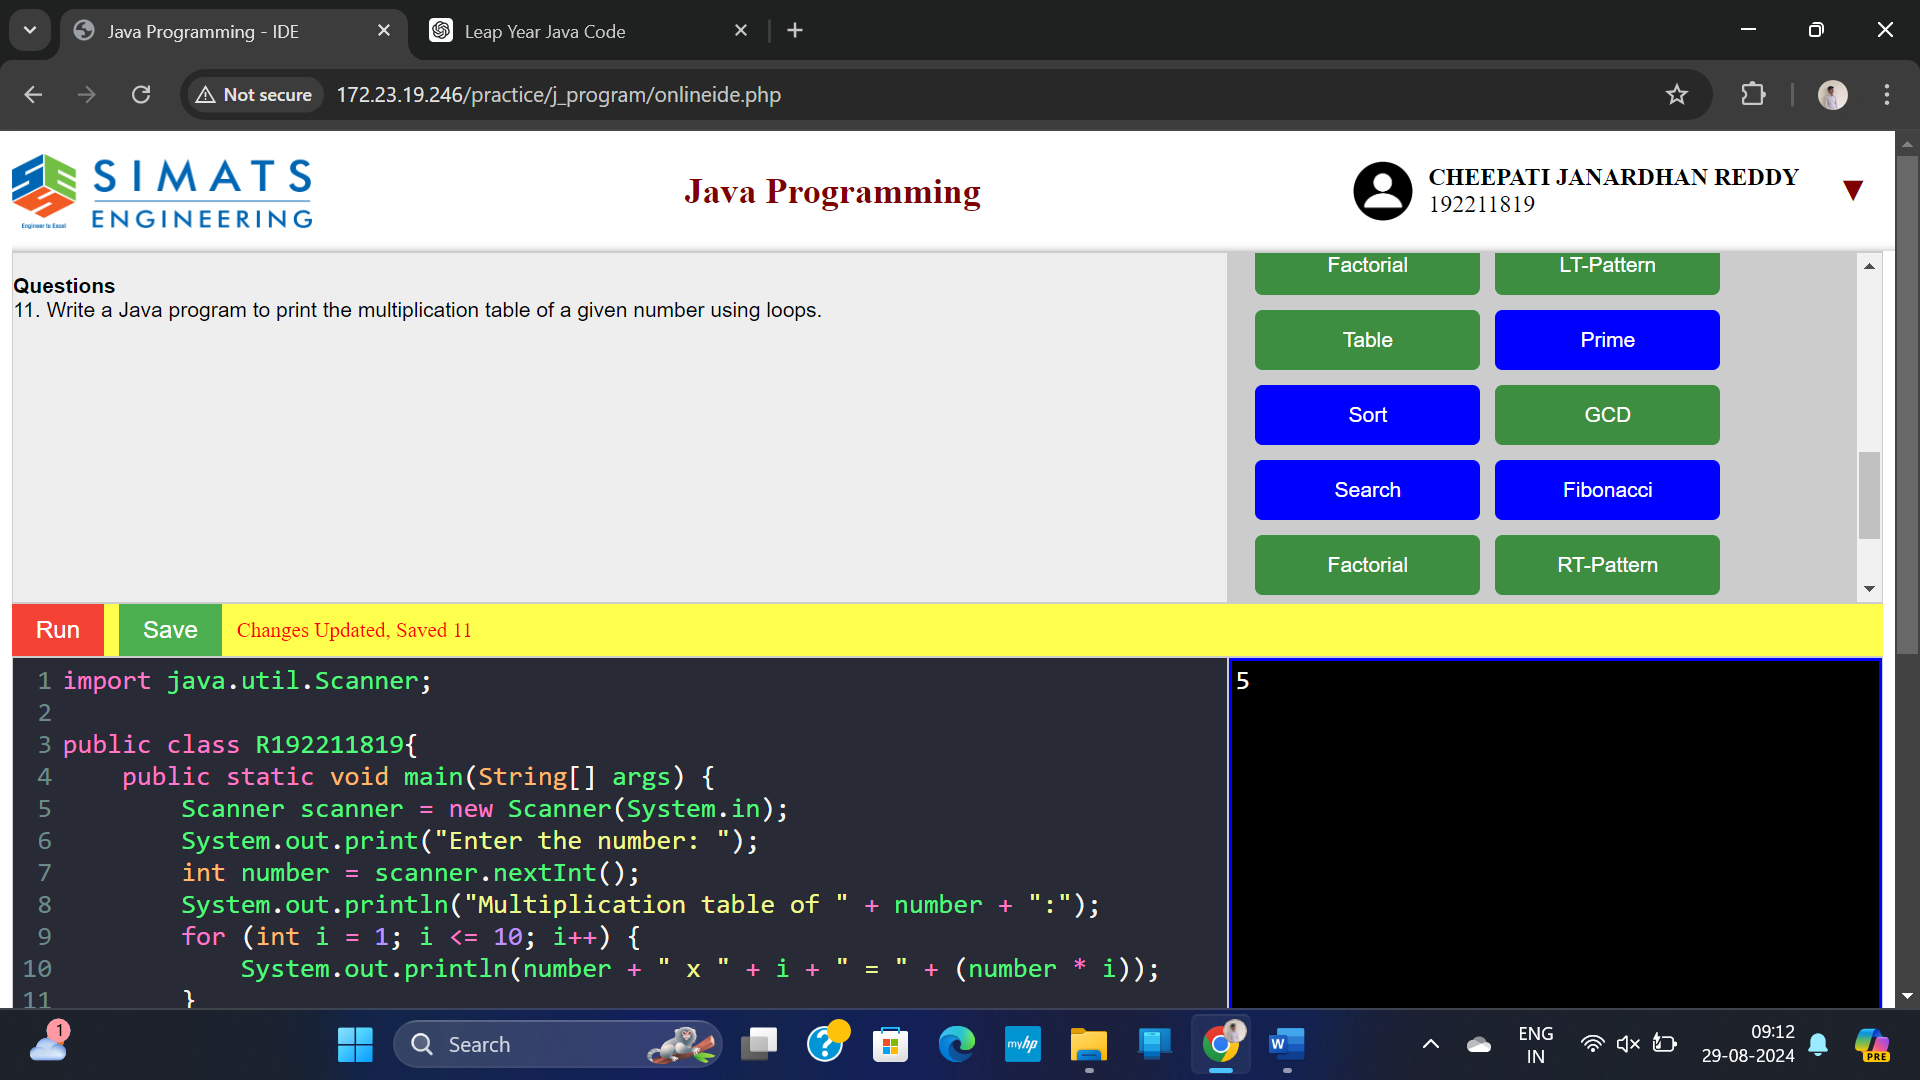 Java Programming - IDE
Leap Year Java Code
Not secure
172.23.19.246/practice/j_program/onlineide.php
SIMATS
ENGINEERING
Engineer to Excel
Java Programming
CHEEPATI JANARDHAN REDDY
192211819
Questions
11. Write a Java program to print the multiplication table of a given number using loops.
Factorial
LT-Pattern
Table
Prime
Sort
GCD
Search
Fibonacci
Factorial
RT-Pattern
Run
Save
Changes Updated, Saved 11
1 import java.util.Scanner;
2
3 public class R192211819{
4     public static void main(String[] args) {
5         Scanner scanner = new Scanner(System.in);
6         System.out.print("Enter the number: ");
7         int number = scanner.nextInt();
8         System.out.println("Multiplication table of " + number + ":");
9         for (int i = 1; i <= 10; i++) {
10             System.out.println(number + " x " + i + " = " + (number * i));
11         }
5
1
Search
myhp
W
ENG
IN
09:12
29-08-2024
PRE